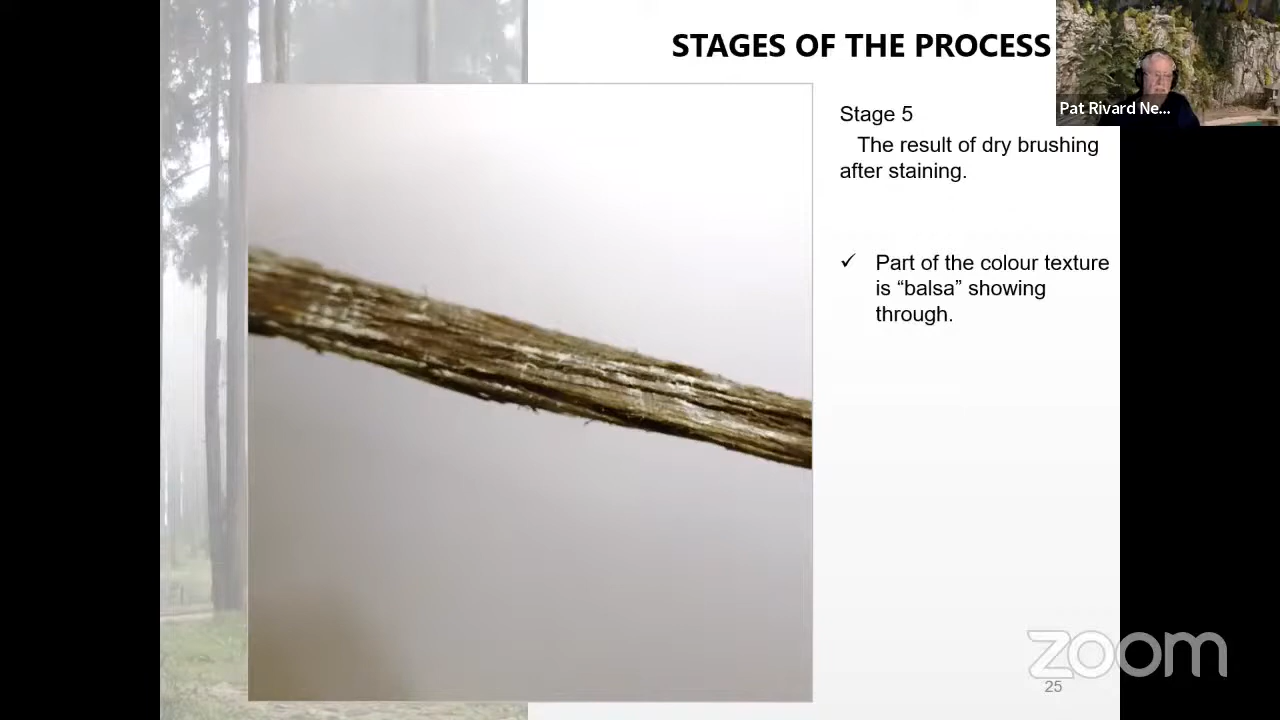 STAGES OF THE PROCESS
Pat Rivard Ne...
Stage 5
The result of dry brushing
after staining.
✓ Part of the colour texture
is “balsa” showing
through.
zoom
25